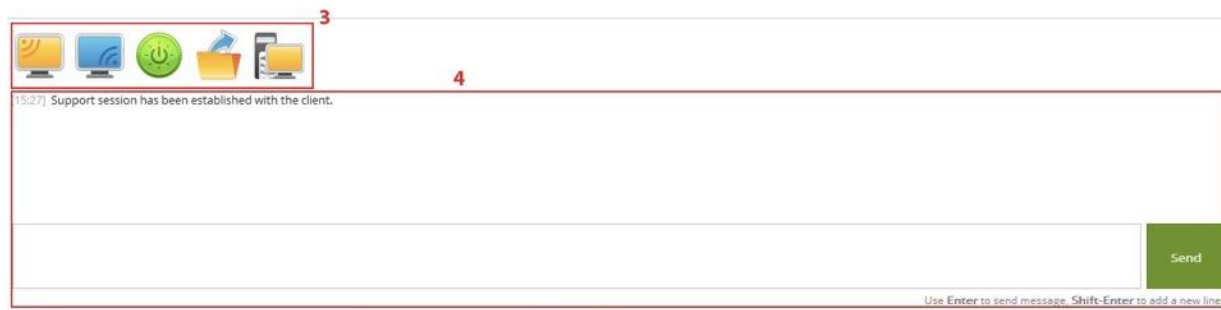 3
4
[15:27] Support session has been established with the client.
Send
Use Enter to send message, Shift-Enter to add a new line